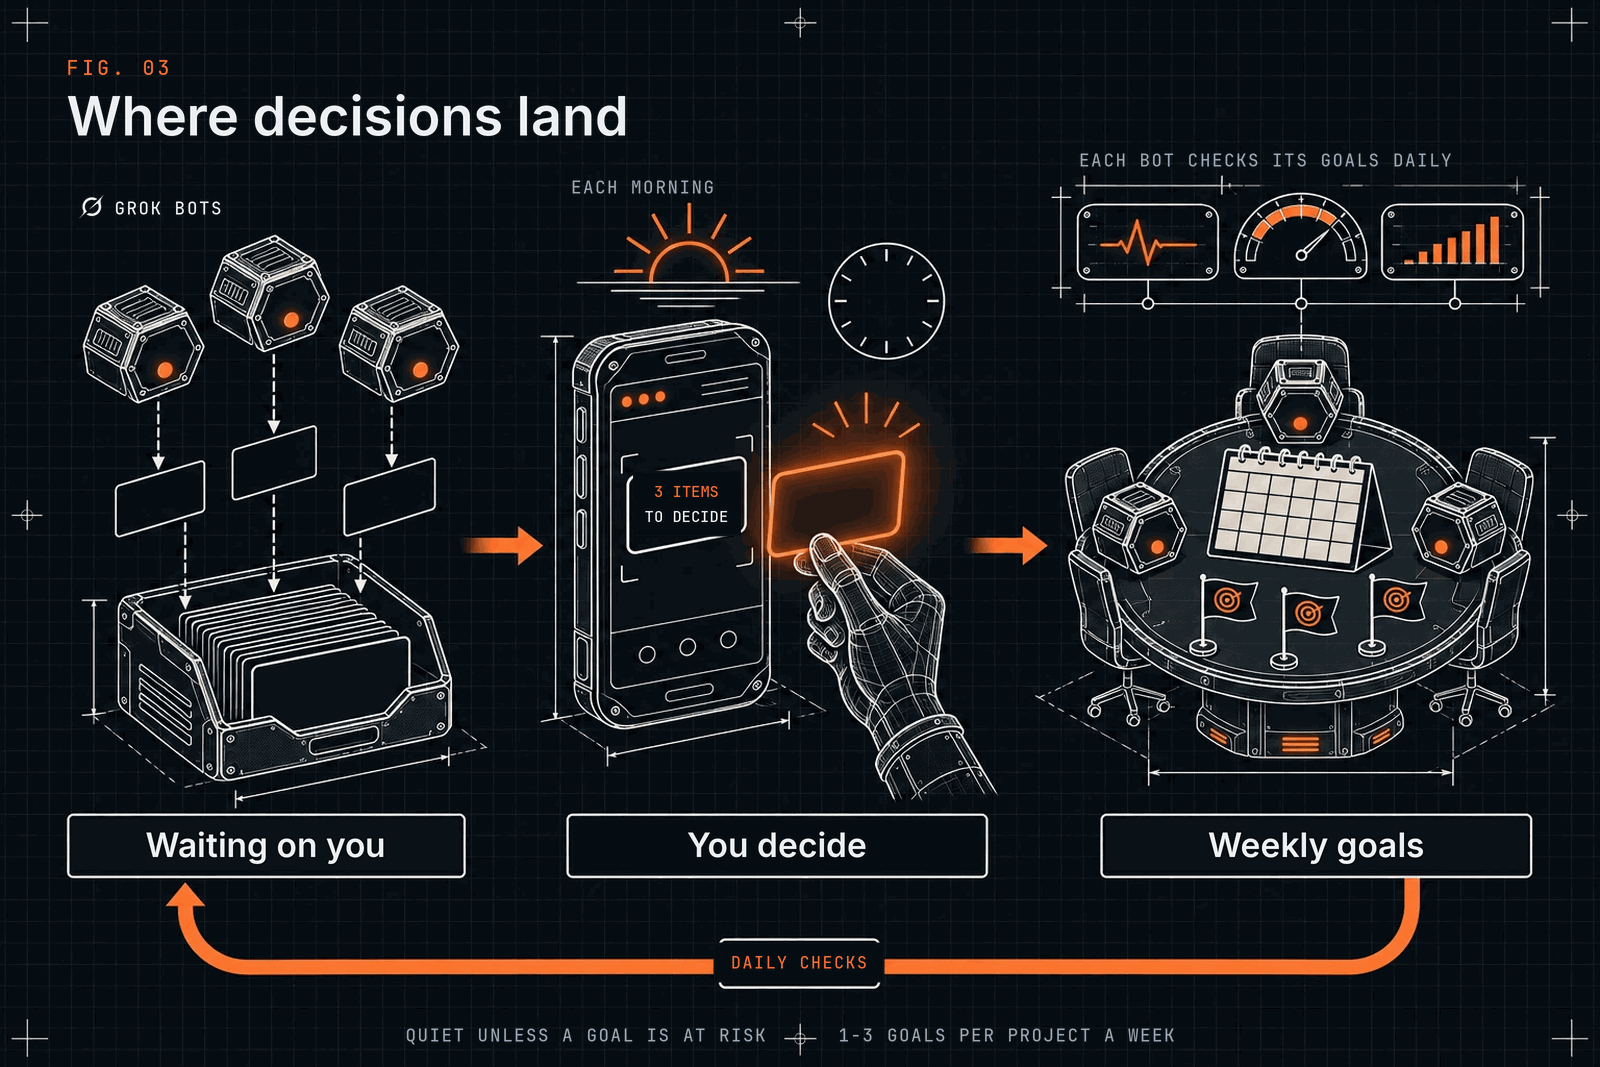 FIG. 03
Where decisions land
EACH BOT CHECKS ITS GOALS DAILY
EACH MORNING
GROK BOTS
3 ITEMS
TO DECIDE
Waiting on you
You decide
Weekly goals
DAILY CHECKS
QUIET UNLESS A GOAL IS AT RISK
1-3 GOALS PER PROJECT A WEEK